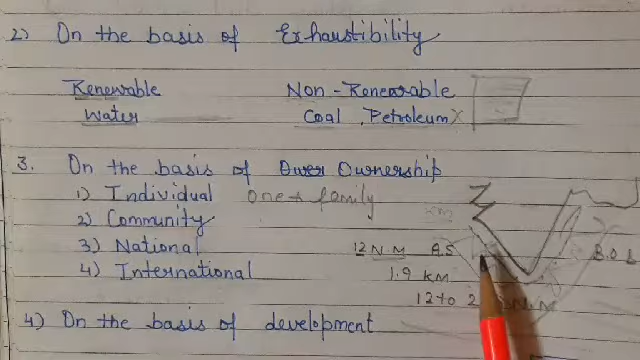 2) On the basis of Exhaustibility
Renewable Non-Renewable
Water Coal, Petroleum X
3. On the basis of Ownership
1) Individual One + family
2) Community
3) National 12 N.M A.S
4) International 1.9 km
12 to 2 N.M
4) On the basis of development